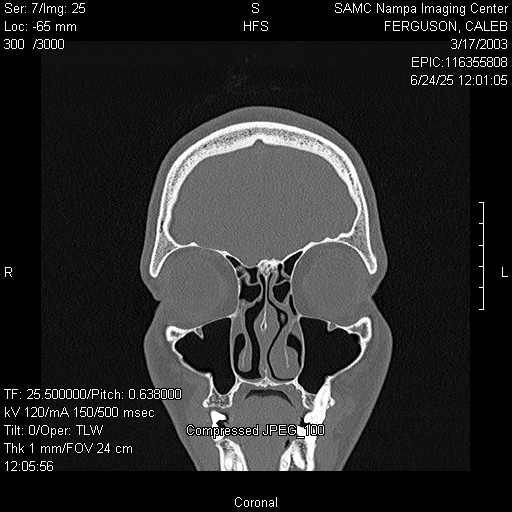 Ser: 7/Img: 25
Loc: -65 mm
300 /3000
S
HFS
SAMC Nampa Imaging Center
FERGUSON, CALEB
3/17/2003
EPIC:116355808
6/24/25 12:01:05
R
L
TF: 25.500000/Pitch: 0.638000
kV 120/mA 150/500 msec
Tilt: 0/Oper: TLW
Thk 1 mm/FOV 24 cm
12:05:56
Compressed JPEG_100
Coronal